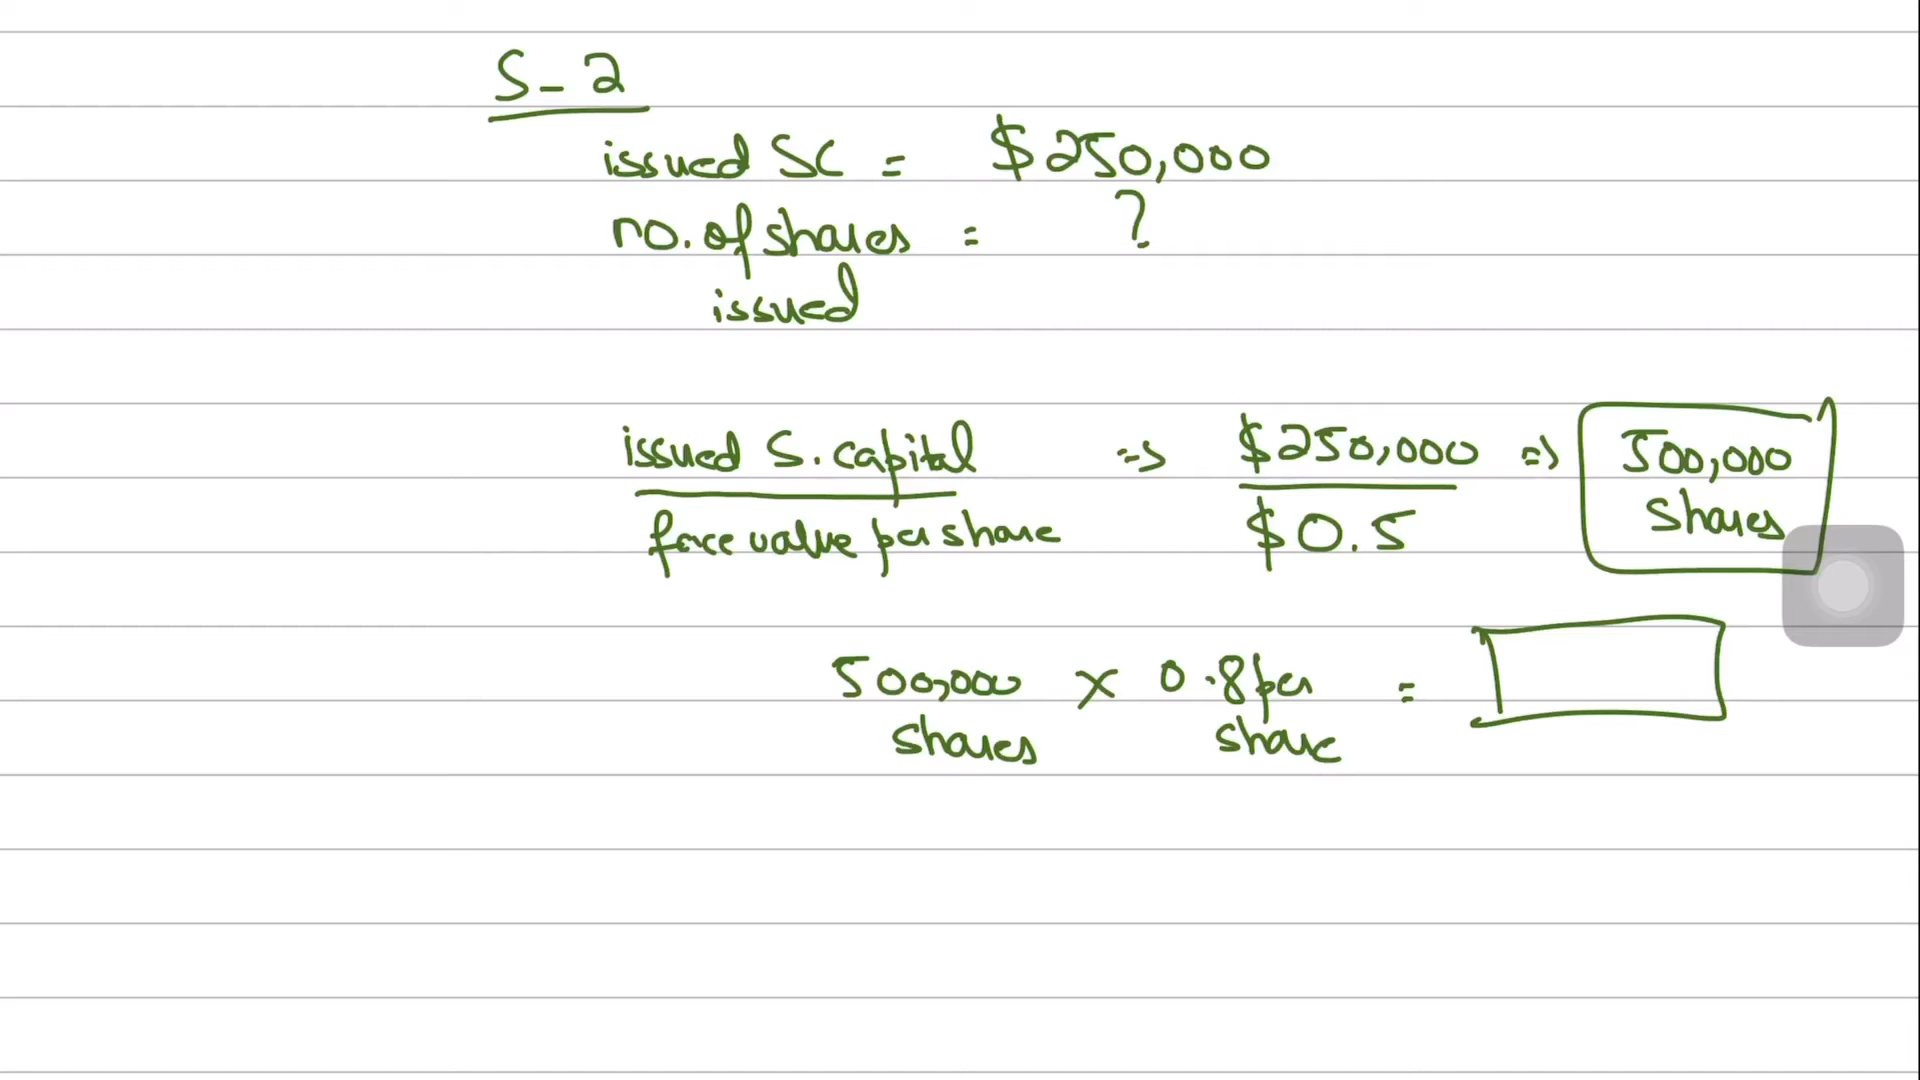 S-2
issued SC = $250,000
no. of shares = ?
issued
issued S. capital => $250,000 => 500,000
face value per share $0.5 shares
500,000 x 0.8 per =
shares share